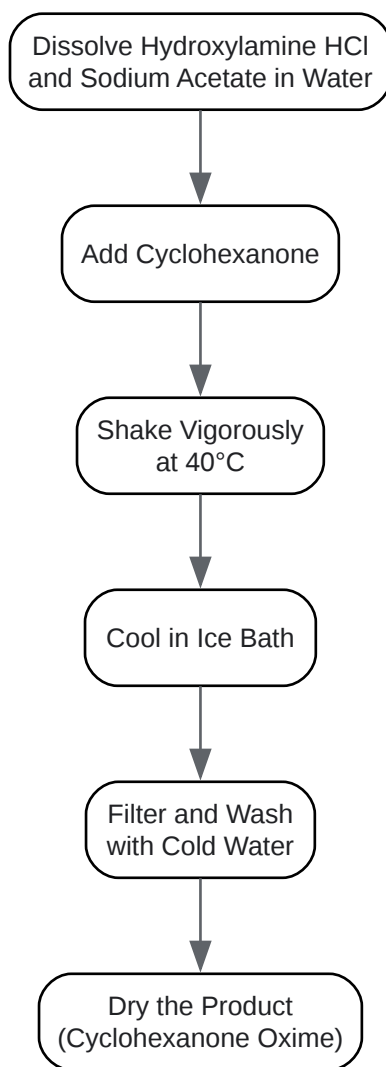 Dissolve Hydroxylamine HCl
and Sodium Acetate in Water
Add Cyclohexanone
Shake Vigorously
at 40°C
Cool in Ice Bath
Filter and Wash
with Cold Water
Dry the Product
(Cyclohexanone Oxime)